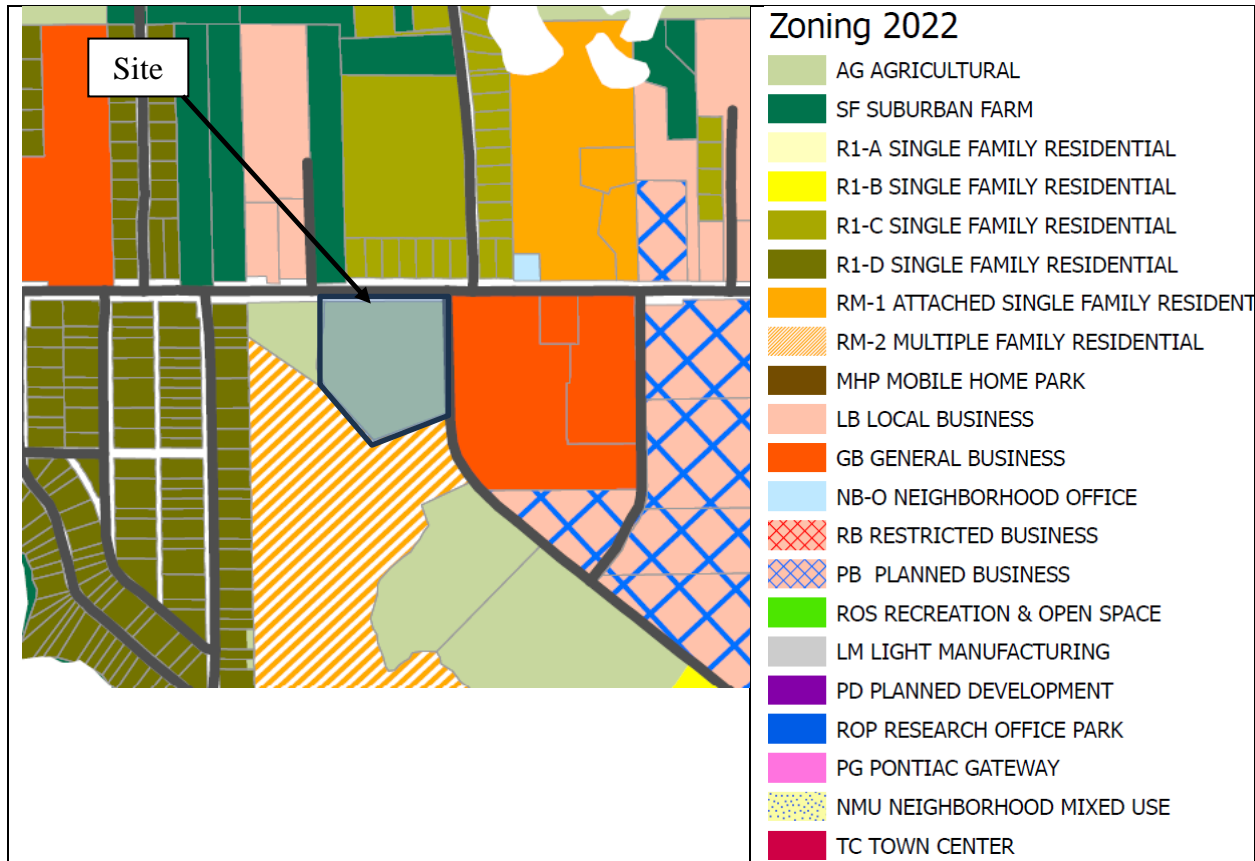 Site
Zoning 2022
AG AGRICULTURAL
SF SUBURBAN FARM
R1-A SINGLE FAMILY RESIDENTIAL
R1-B SINGLE FAMILY RESIDENTIAL
R1-C SINGLE FAMILY RESIDENTIAL
R1-D SINGLE FAMILY RESIDENTIAL
RM-1 ATTACHED SINGLE FAMILY RESIDENT
RM-2 MULTIPLE FAMILY RESIDENTIAL
MHP MOBILE HOME PARK
LB LOCAL BUSINESS
GB GENERAL BUSINESS
NB-O NEIGHBORHOOD OFFICE
RB RESTRICTED BUSINESS
PB PLANNED BUSINESS
ROS RECREATION & OPEN SPACE
LM LIGHT MANUFACTURING
PD PLANNED DEVELOPMENT
ROP RESEARCH OFFICE PARK
PG PONTIAC GATEWAY
NMU NEIGHBORHOOD MIXED USE
TC TOWN CENTER